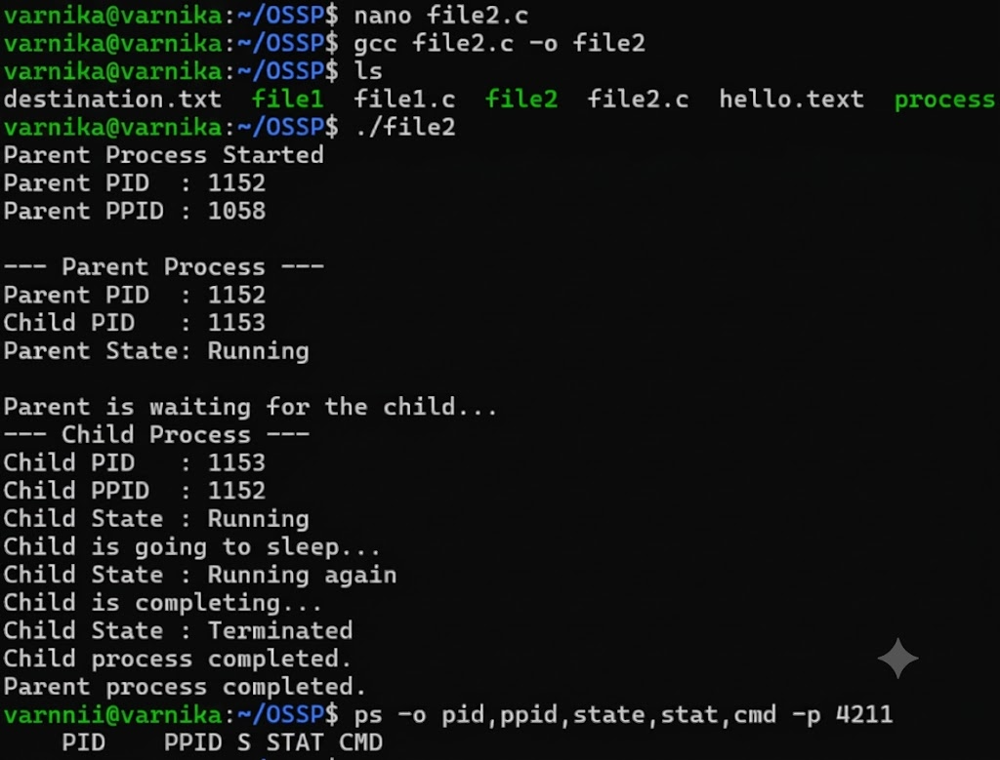 varnika@varnika:~/OSSP$ nano file2.c
varnika@varnika:~/OSSP$ gcc file2.c -o file2
varnika@varnika:~/OSSP$ ls
destination.txt  file1  file1.c  file2  file2.c  hello.text  process
varnika@varnika:~/OSSP$ ./file2
Parent Process Started
Parent PID  : 1152
Parent PPID : 1058

--- Parent Process ---
Parent PID  : 1152
Child PID   : 1153
Parent State: Running

Parent is waiting for the child...
--- Child Process ---
Child PID   : 1153
Child PPID  : 1152
Child State : Running
Child is going to sleep...
Child State : Running again
Child is completing...
Child State : Terminated
Child process completed.
Parent process completed.
varnnii@varnika:~/OSSP$ ps -o pid,ppid,state,stat,cmd -p 4211
    PID    PPID S STAT CMD